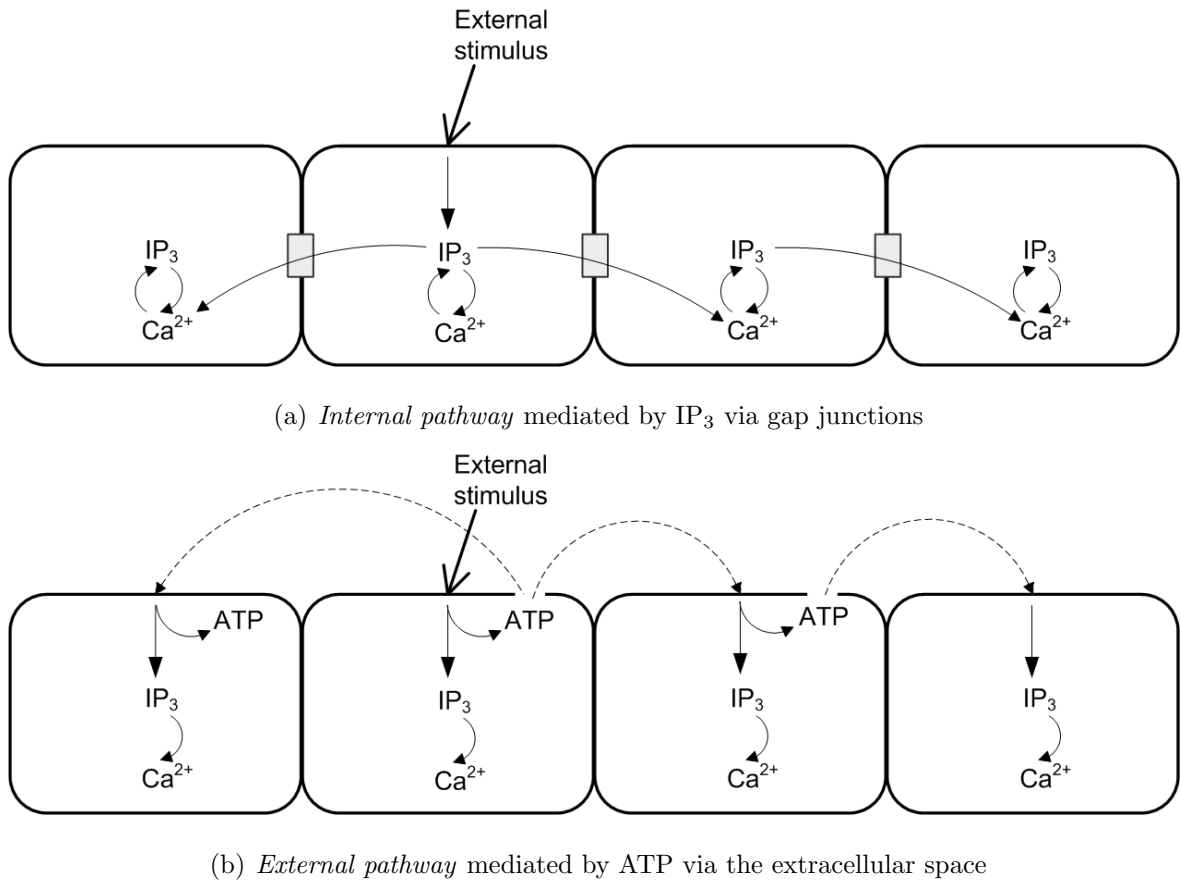 External
stimulus
IP₃ IP₃ IP₃ IP₃
Ca²⁺ Ca²⁺ Ca²⁺ Ca²⁺
(a) Internal pathway mediated by IP₃ via gap junctions
External
stimulus
ATP ATP ATP
IP₃ IP₃ IP₃ IP₃
Ca²⁺ Ca²⁺ Ca²⁺ Ca²⁺
(b) External pathway mediated by ATP via the extracellular space